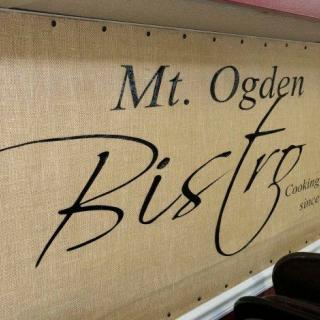 Mt. Ogden
Bistro
Cooking
since